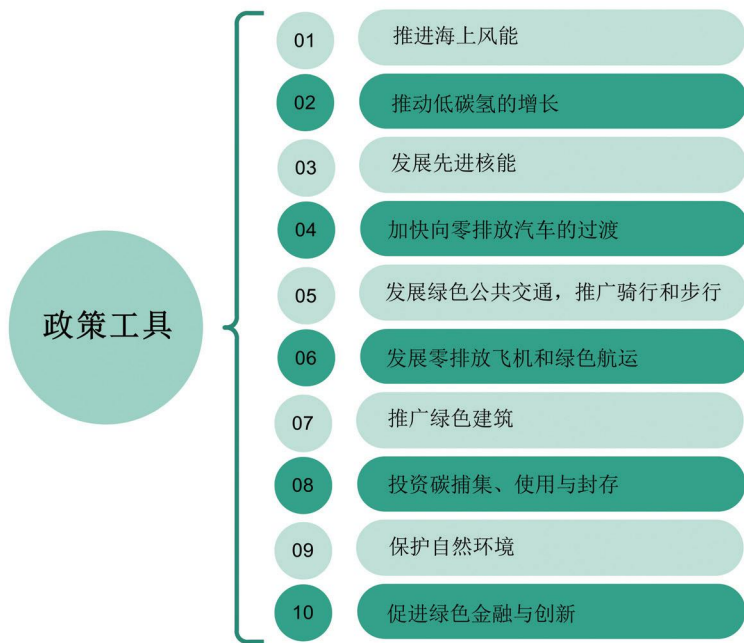 政策工具
01
推进海上风能
02
推动低碳氢的增长
03
发展先进核能
04
加快向零排放汽车的过渡
05
发展绿色公共交通，推广骑行和步行
06
发展零排放飞机和绿色航运
07
推广绿色建筑
08
投资碳捕集、使用与封存
09
保护自然环境
10
促进绿色金融与创新